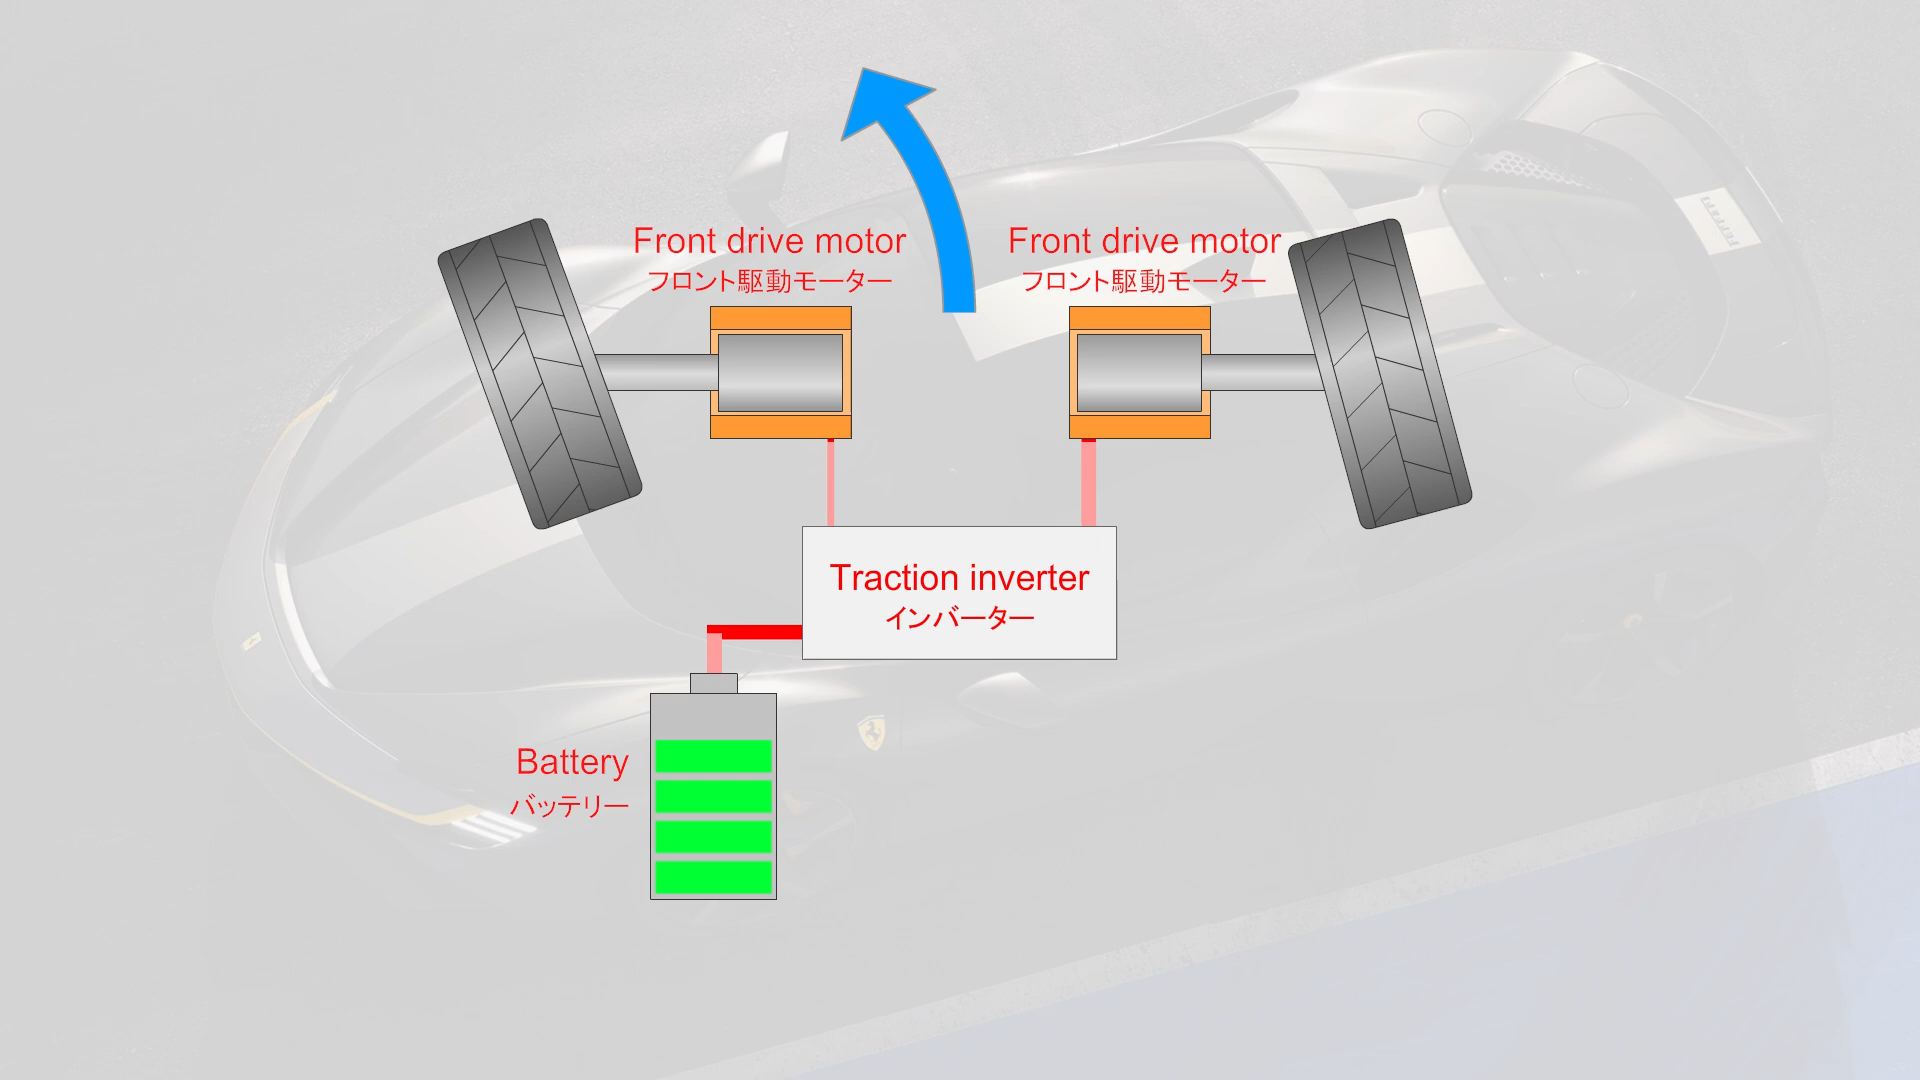 Front drive motor
フロント駆動モーター
Front drive motor
フロント駆動モーター
Traction inverter
インバーター
Battery
バッテリー
Ferrari